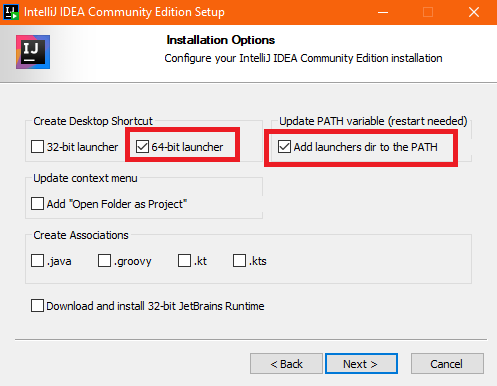 IntelliJ IDEA Community Edition Setup
IJ
Installation Options
Configure your IntelliJ IDEA Community Edition installation
Create Desktop Shortcut
32-bit launcher
64-bit launcher
Update PATH variable (restart needed)
Add launchers dir to the PATH
Update context menu
Add "Open Folder as Project"
Create Associations
.java
.groovy
.kt
.kts
Download and install 32-bit JetBrains Runtime
< Back
Next >
Cancel